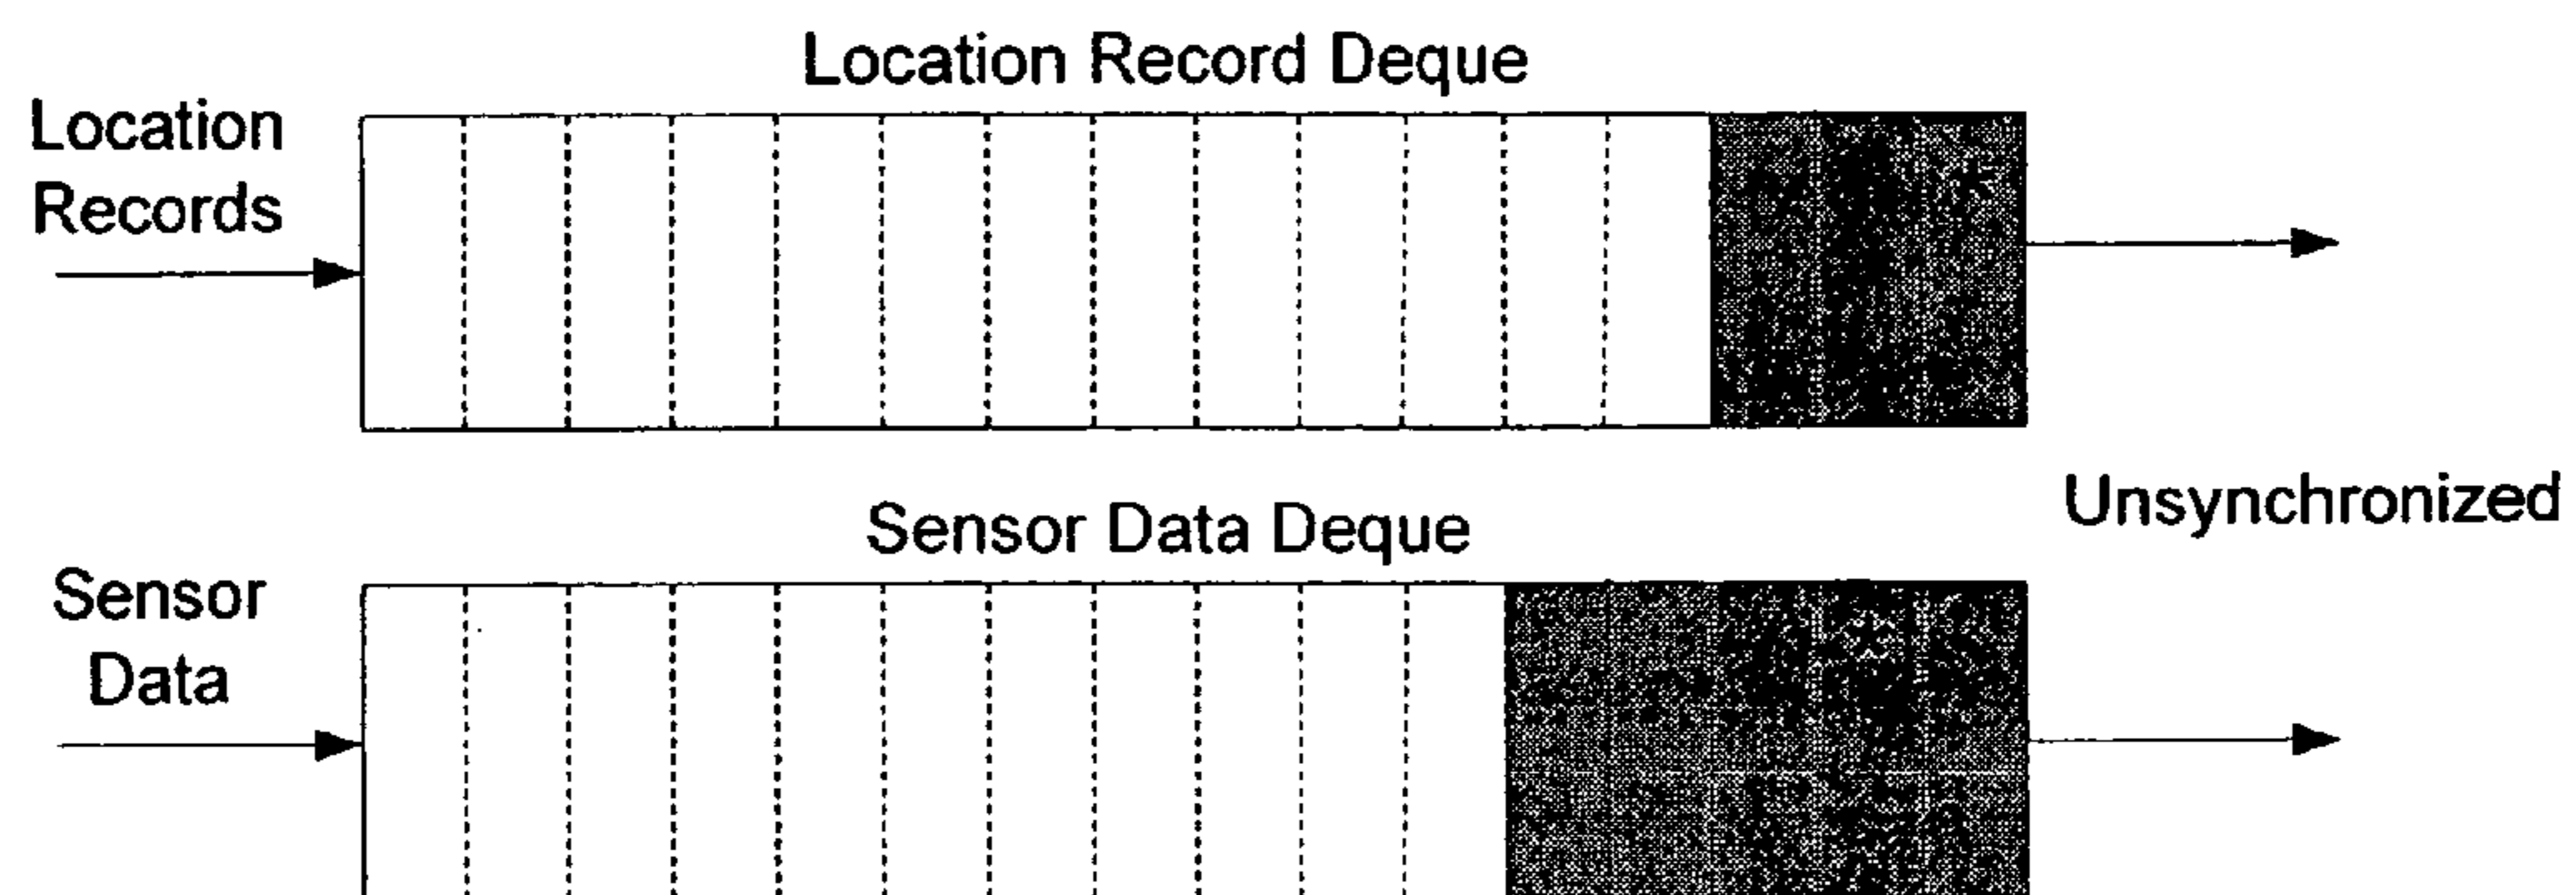 Location Record Deque
Location
Records
Unsynchronized
Sensor Data Deque
Sensor
Data